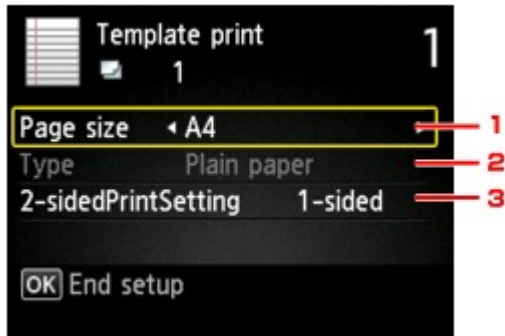 Template print
1
1
Page size A4
1
Type Plain paper
2
2-sidedPrintSetting 1-sided
3
OK End setup